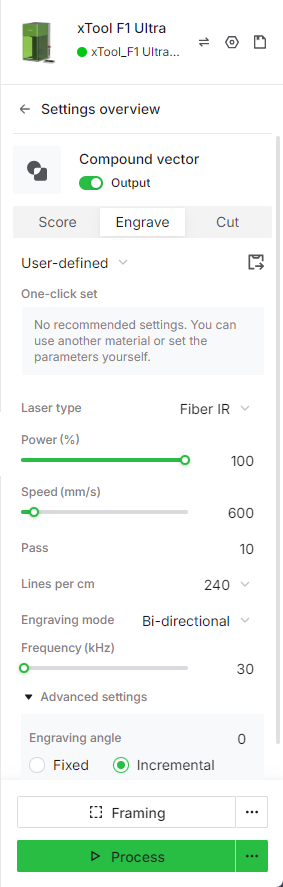 xTool F1 Ultra
xTool_F1 Ultra...
Settings overview
Compound vector
Output
Score Engrave Cut
User-defined
One-click set
No recommended settings. You can
use another material or set the
parameters yourself.
Laser type Fiber IR
Power (%)
100
Speed (mm/s)
600
Pass 10
Lines per cm 240
Engraving mode Bi-directional
Frequency (kHz)
30
Advanced settings
Engraving angle 0
Fixed Incremental
Framing ...
Process ...